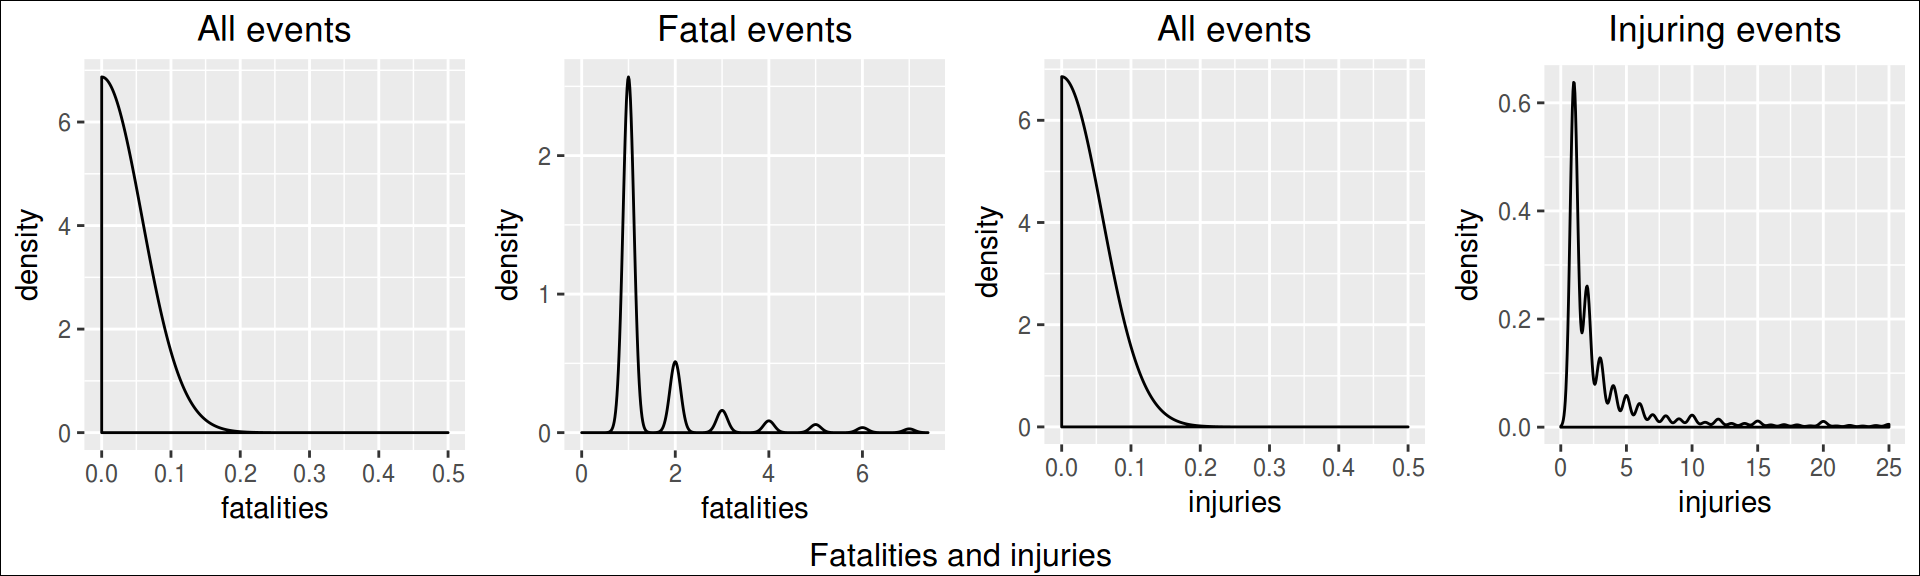 All events
6
4
2
0
density
0.0 0.1 0.2 0.3 0.4 0.5
fatalities
Fatal events
2
1
0
density
0 2 4 6
fatalities
All events
6
4
2
0
density
0.0 0.1 0.2 0.3 0.4 0.5
injuries
Injuring events
0.6
0.4
0.2
0.0
density
0 5 10 15 20 25
injuries
Fatalities and injuries